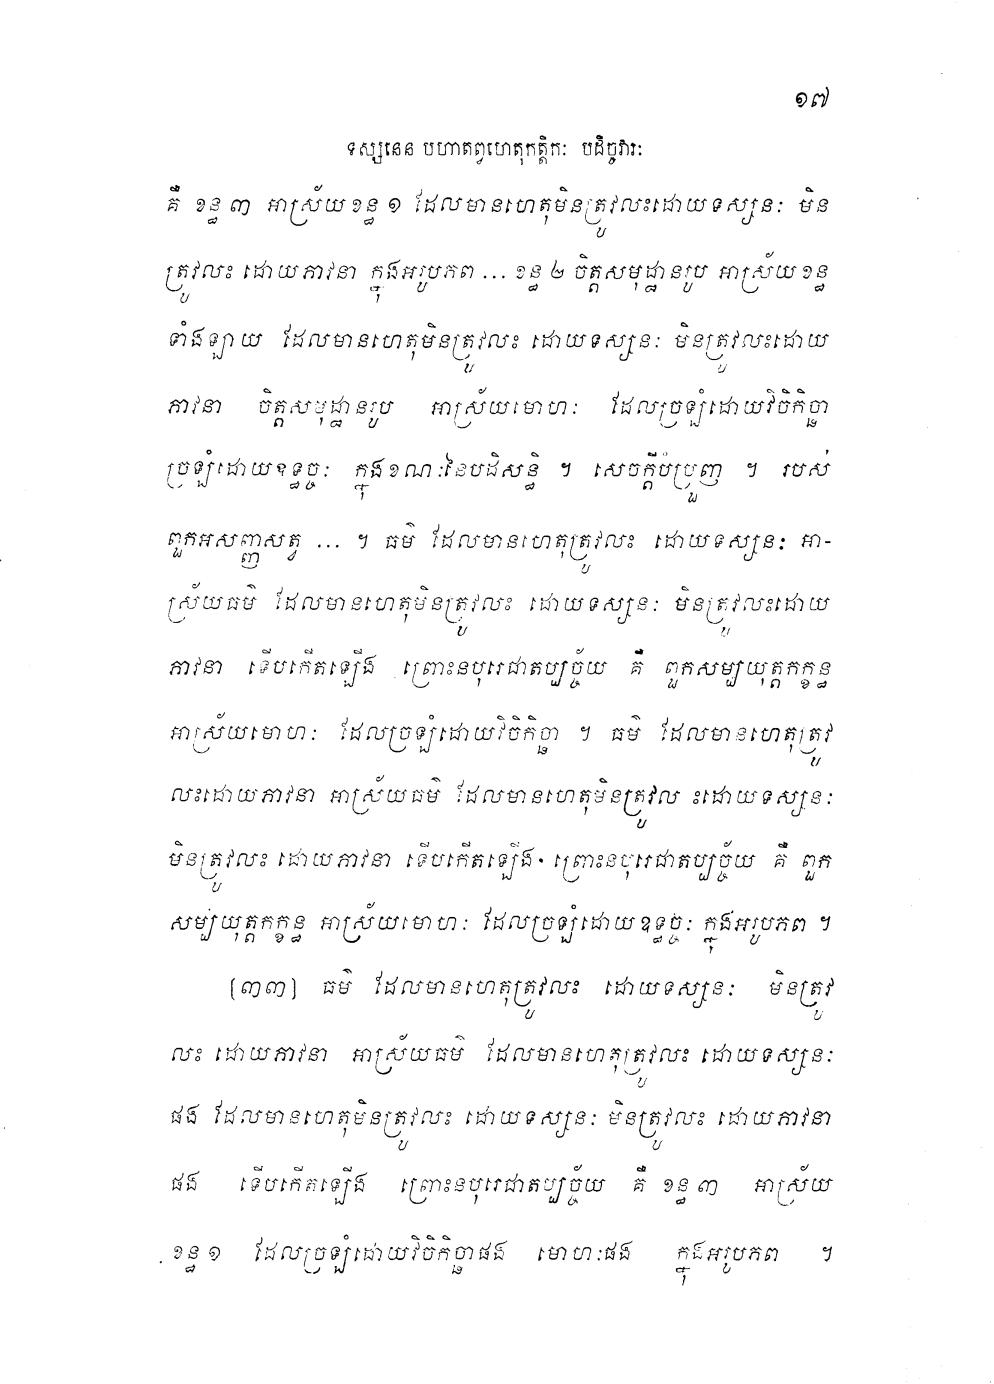 ១៧
ទស្សនេន បហាតព្វហេតុកត្តិកៈ បដិច្ចវារៈ
គឺ ខន្ធ ៣ អាស្រ័យខន្ធ ១ ដែលមានហេតុមិនត្រូវលះដោយទស្សនៈ មិន
ត្រូវលះ ដោយភាវនា ក្នុងអរូបភព ... ខន្ធ ២ ចិត្តសមុដ្ឋានរូប អាស្រ័យខន្ធ
ទាំងឡាយ ដែលមានហេតុមិនត្រូវលះ ដោយទស្សនៈ មិនត្រូវលះដោយ
ភាវនា ចិត្តសមុដ្ឋានរូប អាស្រ័យមោហៈ ដែលច្រឡំដោយវិចិកិច្ឆា
ច្រឡំដោយឧទ្ធច្ចៈ ក្នុងខណៈនៃបដិសន្ធិ ។ សេចក្តីបំប្រួញ ។ របស់
ពួកអសញ្ញសត្វ ... ។ ធម៌ ដែលមានហេតុត្រូវលះ ដោយទស្សនៈ អា-
ស្រ័យធម៌ ដែលមានហេតុមិនត្រូវលះ ដោយទស្សនៈ មិនត្រូវលះដោយ
ភាវនា ទើបកើតឡើង ព្រោះនបុរេជាតប្បច្ច័យ គឺ ពួកសម្បយុត្តកក្ខន្ធ
អាស្រ័យមោហៈ ដែលច្រឡំដោយវិចិកិច្ឆា ។ ធម៌ ដែលមានហេតុត្រូវ
លះដោយភាវនា អាស្រ័យធម៌ ដែលមានហេតុមិនត្រូវលះដោយទស្សនៈ
មិនត្រូវលះ ដោយភាវនា ទើបកើតឡើង ព្រោះនបុរេជាតប្បច្ច័យ គឺ ពួក
សម្បយុត្តកក្ខន្ធ អាស្រ័យមោហៈ ដែលច្រឡំដោយឧទ្ធច្ចៈ ក្នុងអរូបភព ។
[៣៣] ធម៌ ដែលមានហេតុត្រូវលះ ដោយទស្សនៈ មិនត្រូវ
លះ ដោយភាវនា អាស្រ័យធម៌ ដែលមានហេតុត្រូវលះ ដោយទស្សនៈ
ផង ដែលមានហេតុមិនត្រូវលះ ដោយទស្សនៈ មិនត្រូវលះ ដោយភាវនា
ផង ទើបកើតឡើង ព្រោះនបុរេជាតប្បច្ច័យ គឺ ខន្ធ ៣ អាស្រ័យ
ខន្ធ ១ ដែលច្រឡំដោយវិចិកិច្ឆាផង មោហៈផង ក្នុងអរូបភព ។